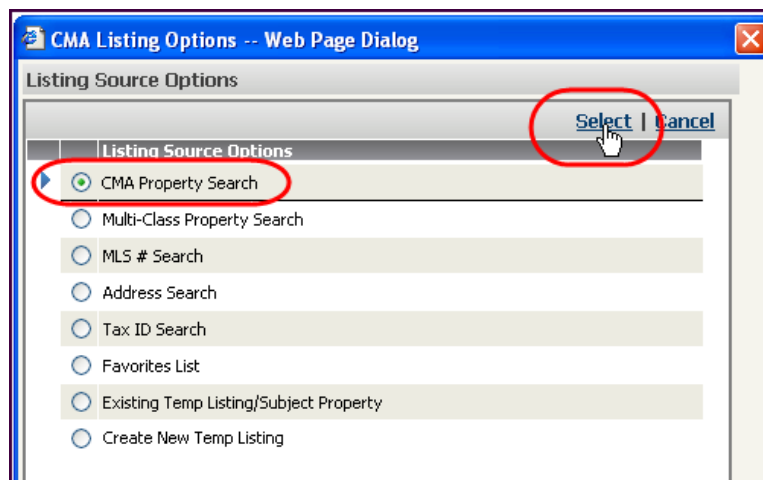 CMA Listing Options -- Web Page Dialog
Listing Source Options
Select | Cancel
Listing Source Options
CMA Property Search
Multi-Class Property Search
MLS # Search
Address Search
Tax ID Search
Favorites List
Existing Temp Listing/Subject Property
Create New Temp Listing